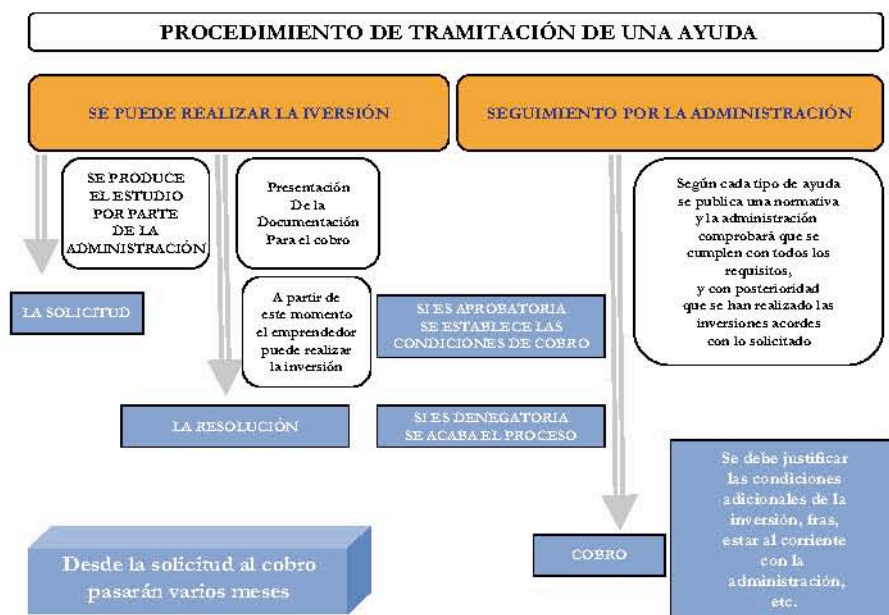 PROCEDIMIENTO DE TRAMITACIÓN DE UNA AYUDA
SE PUEDE REALIZAR LA IVERSIÓN
SEGUIMIENTO POR LA ADMINISTRACIÓN
SE PRODUCE
EL ESTUDIO
POR PARTE
DE LA
ADMINISTRACIÓN
Presentación
De la
Documentación
Para el cobro
Según cada tipo de ayuda
se publica una normativa
y la administración
comprobará que se
cumplen con todos los
requisitos,
y con posterioridad
que se han realizado las
inversiones acordes
con lo solicitado
LA SOLICITUD
A partir de
este momento
el emprendedor
puede realizar
la inversión
SI ES APROBATORIA
SE ESTABLECE LAS
CONDICIONES DE COBRO
LA RESOLUCIÓN
SI ES DENEGATORIA
SE ACABA EL PROCESO
Se debe justificar
las condiciones
adicionales de la
inversión, fras,
estar al corriente
con la
administración,
etc.
COBRO
Desde la solicitud al cobro
pasarán varios meses